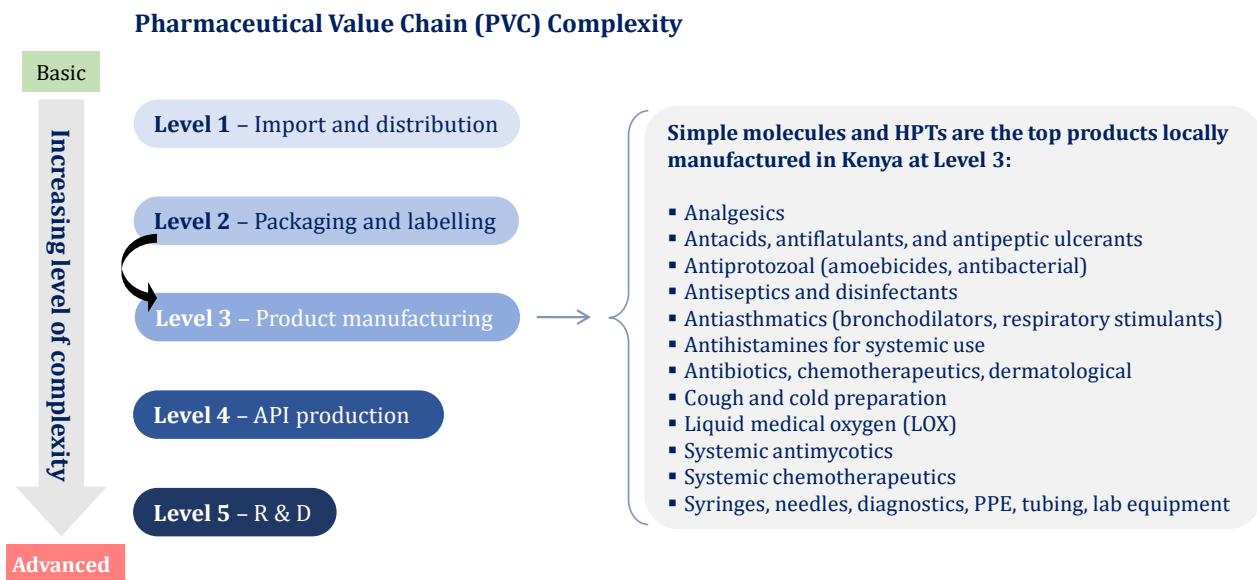 Pharmaceutical Value Chain (PVC) Complexity
Basic
Increasing level of complexity
Advanced
Level 1 – Import and distribution
Level 2 – Packaging and labelling
Level 3 – Product manufacturing
Level 4 – API production
Level 5 – R & D
Simple molecules and HPTs are the top products locally
manufactured in Kenya at Level 3:
▪ Analgesics
▪ Antacids, antiflatulants, and antipeptic ulcerants
▪ Antiprotozoal (amoebicides, antibacterial)
▪ Antiseptics and disinfectants
▪ Antiasthmatics (bronchodilators, respiratory stimulants)
▪ Antihistamines for systemic use
▪ Antibiotics, chemotherapeutics, dermatological
▪ Cough and cold preparation
▪ Liquid medical oxygen (LOX)
▪ Systemic antimycotics
▪ Systemic chemotherapeutics
▪ Syringes, needles, diagnostics, PPE, tubing, lab equipment